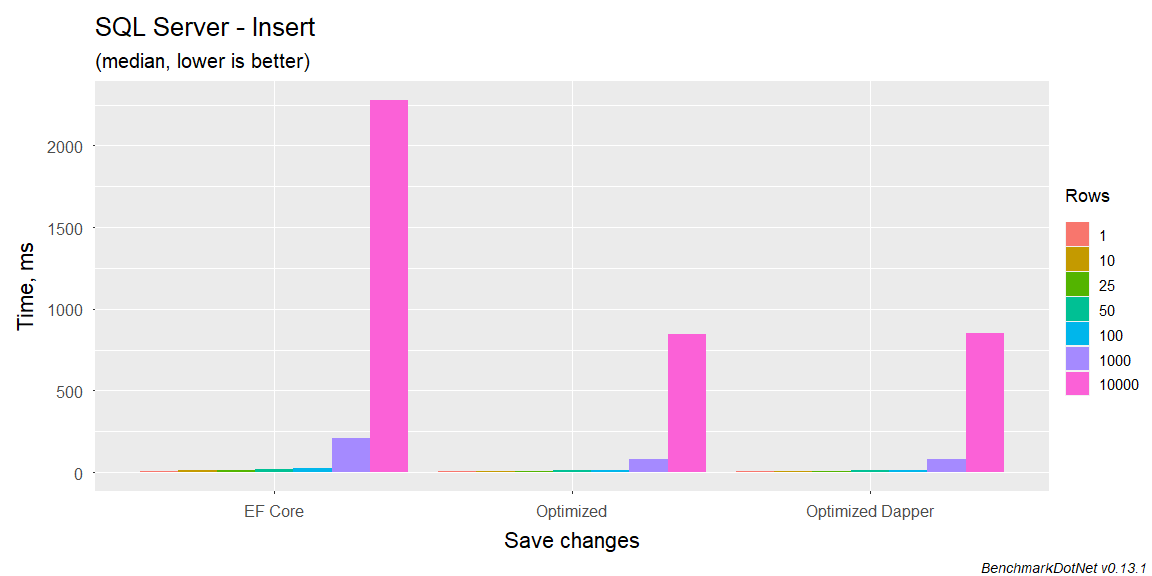 SQL Server - Insert
(median, lower is better)
Time, ms
2000
1500
1000
500
0
EF Core
Optimized
Optimized Dapper
Save changes
Rows
1
10
25
50
100
1000
10000
BenchmarkDotNet v0.13.1